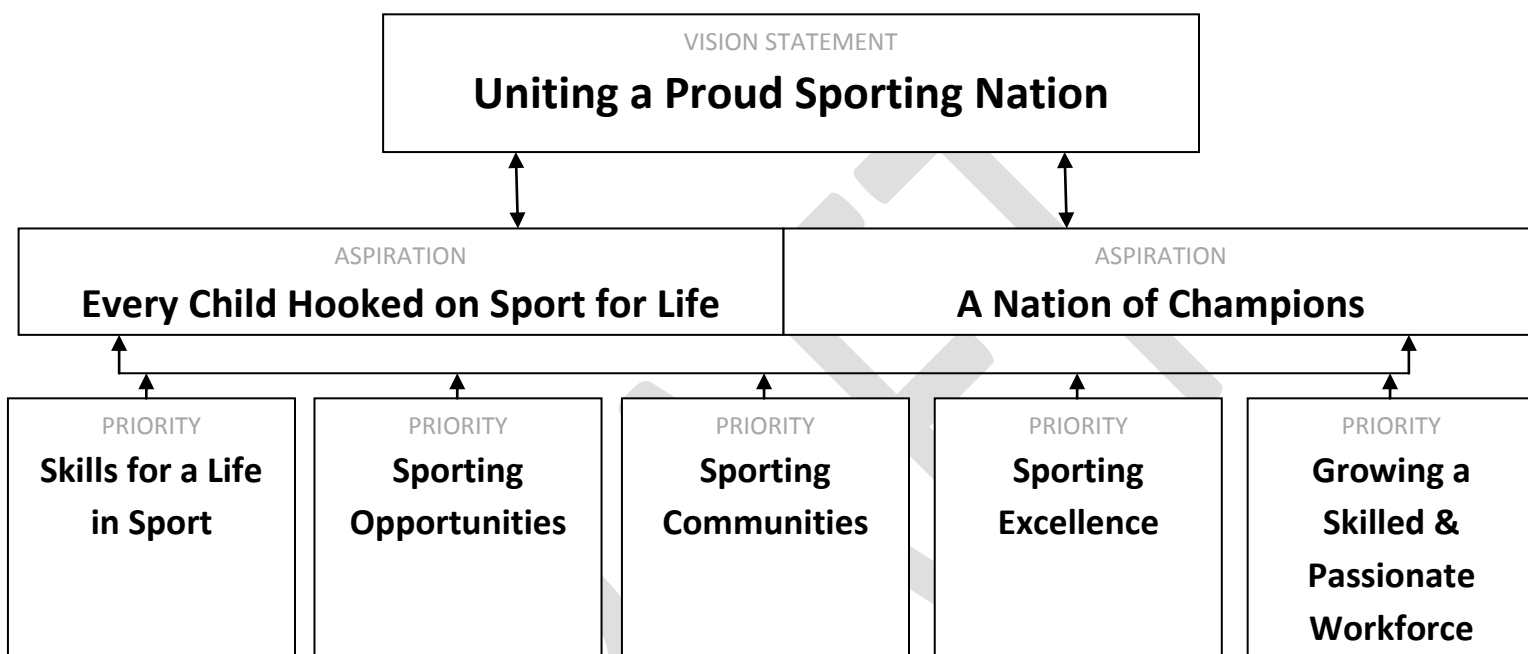 VISION STATEMENT
Uniting a Proud Sporting Nation
ASPIRATION
Every Child Hooked on Sport for Life
ASPIRATION
A Nation of Champions
PRIORITY
Skills for a Life
in Sport
PRIORITY
Sporting
Opportunities
PRIORITY
Sporting
Communities
PRIORITY
Sporting
Excellence
PRIORITY
Growing a
Skilled &
Passionate
Workforce